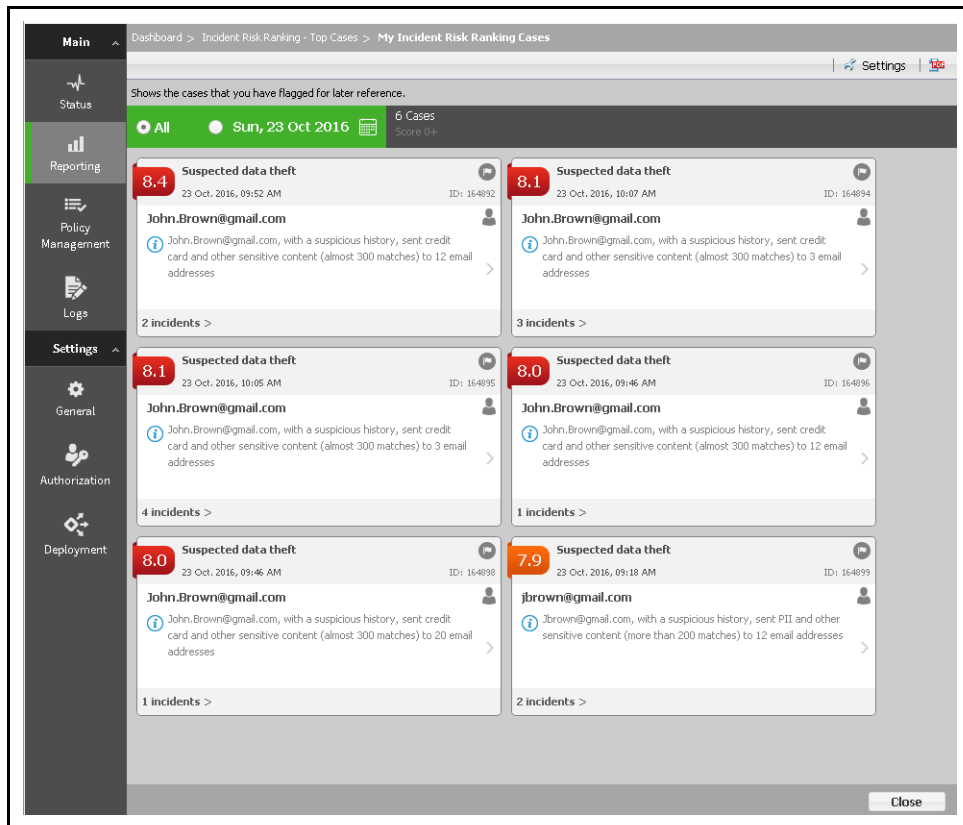 Main
Status
Reporting
Policy
Management
Logs
Settings
General
Authorization
Deployment
Dashboard > Incident Risk Ranking - Top Cases > My Incident Risk Ranking Cases
Settings
PDF
Shows the cases that you have flagged for later reference.
All
Sun, 23 Oct 2016
6 Cases
Score 0+
8.4
Suspected data theft
23 Oct. 2016, 09:52 AM
ID: 164892
John.Brown@gmail.com
John.Brown@gmail.com, with a suspicious history, sent credit
card and other sensitive content (almost 300 matches) to 12 email
addresses
2 incidents >
8.1
Suspected data theft
23 Oct. 2016, 10:07 AM
ID: 164894
John.Brown@gmail.com
John.Brown@gmail.com, with a suspicious history, sent credit
card and other sensitive content (almost 300 matches) to 3 email
addresses
3 incidents >
8.1
Suspected data theft
23 Oct. 2016, 10:05 AM
ID: 164895
John.Brown@gmail.com
John.Brown@gmail.com, with a suspicious history, sent credit
card and other sensitive content (almost 300 matches) to 3 email
addresses
4 incidents >
8.0
Suspected data theft
23 Oct. 2016, 09:46 AM
ID: 164896
John.Brown@gmail.com
John.Brown@gmail.com, with a suspicious history, sent credit
card and other sensitive content (almost 300 matches) to 12 email
addresses
1 incidents >
8.0
Suspected data theft
23 Oct. 2016, 09:46 AM
ID: 164898
John.Brown@gmail.com
John.Brown@gmail.com, with a suspicious history, sent credit
card and other sensitive content (almost 300 matches) to 20 email
addresses
1 incidents >
7.9
Suspected data theft
23 Oct. 2016, 09:18 AM
ID: 164899
jbrown@gmail.com
Jbrown@gmail.com, with a suspicious history, sent PII and other
sensitive content (more than 200 matches) to 12 email addresses
2 incidents >
Close